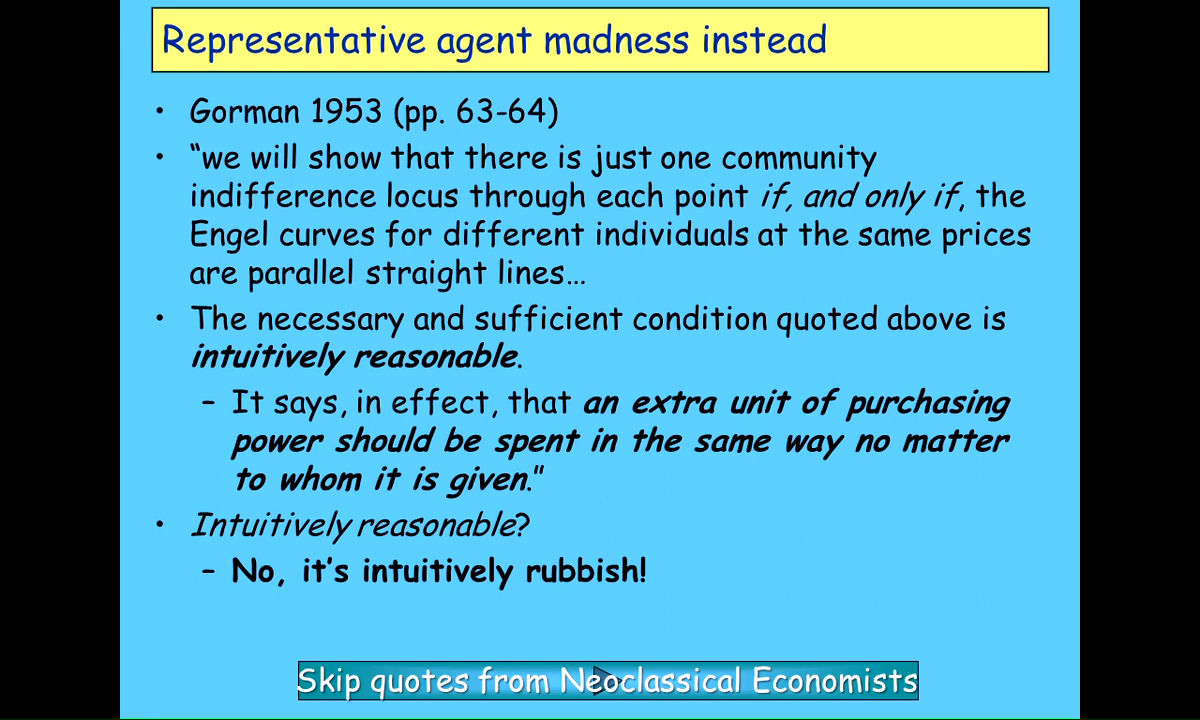 Representative agent madness instead
• Gorman 1953 (pp. 63-64)
• “we will show that there is just one community
indifference locus through each point if, and only if, the
Engel curves for different individuals at the same prices
are parallel straight lines…
• The necessary and sufficient condition quoted above is
intuitively reasonable.
– It says, in effect, that an extra unit of purchasing
power should be spent in the same way no matter
to whom it is given."
• Intuitively reasonable?
– No, it’s intuitively rubbish!
Skip quotes from Neoclassical Economists